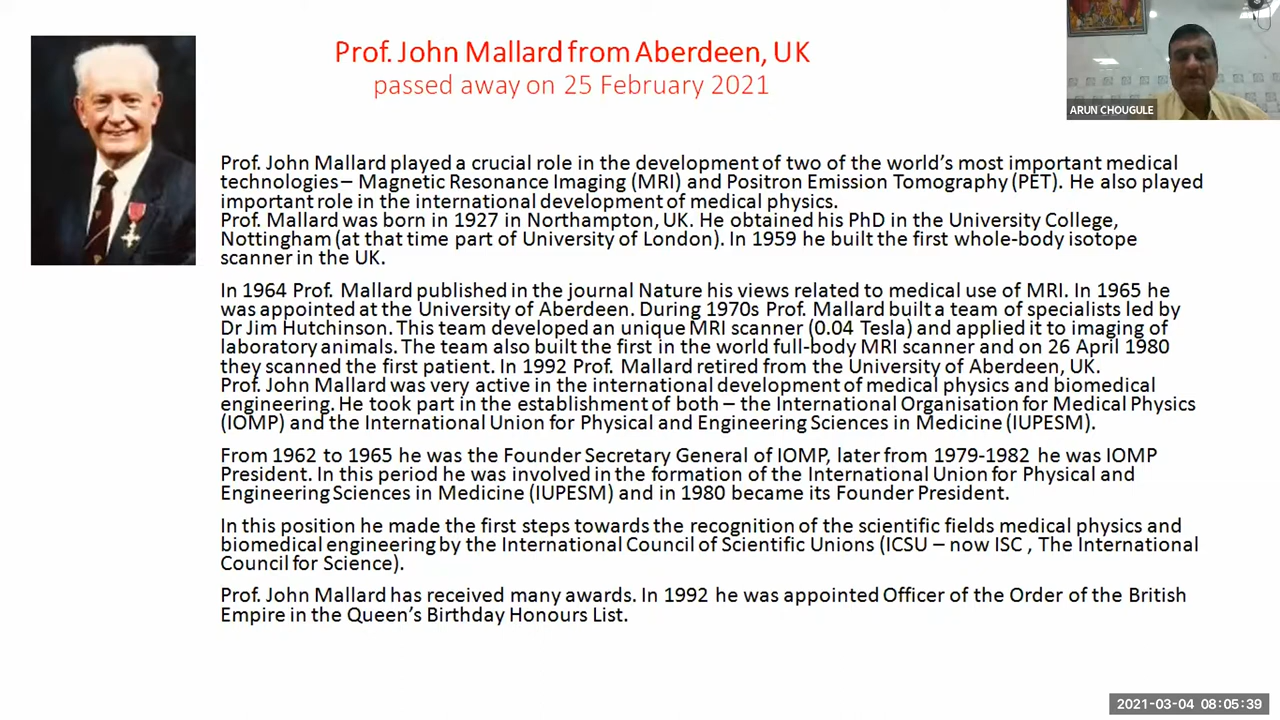 Prof. John Mallard from Aberdeen, UK
passed away on 25 February 2021
ARUN CHOUGULE
Prof. John Mallard played a crucial role in the development of two of the world's most important medical
technologies – Magnetic Resonance Imaging (MRI) and Positron Emission Tomography (PET). He also played
important role in the international development of medical physics.
Prof. Mallard was born in 1927 in Northampton, UK. He obtained his PhD in the University College,
Nottingham (at that time part of University of London). In 1959 he built the first whole-body isotope
scanner in the UK.
In 1964 Prof. Mallard published in the journal Nature his views related to medical use of MRI. In 1965 he
was appointed at the University of Aberdeen. During 1970s Prof. Mallard built a team of specialists led by
Dr Jim Hutchinson. This team developed an unique MRI scanner (0.04 Tesla) and applied it to imaging of
laboratory animals. The team also built the first in the world full-body MRI scanner and on 26 April 1980
they scanned the first patient. In 1992 Prof. Mallard retired from the University of Aberdeen, UK.
Prof. John Mallard was very active in the international development of medical physics and biomedical
engineering. He took part in the establishment of both – the International Organisation for Medical Physics
(IOMP) and the International Union for Physical and Engineering Sciences in Medicine (IUPESM).
From 1962 to 1965 he was the Founder Secretary General of IOMP, later from 1979-1982 he was IOMP
President. In this period he was involved in the formation of the International Union for Physical and
Engineering Sciences in Medicine (IUPESM) and in 1980 became its Founder President.
In this position he made the first steps towards the recognition of the scientific fields medical physics and
biomedical engineering by the International Council of Scientific Unions (ICSU – now ISC , The International
Council for Science).
Prof. John Mallard has received many awards. In 1992 he was appointed Officer of the Order of the British
Empire in the Queen's Birthday Honours List.
2021-03-04 08:05:39